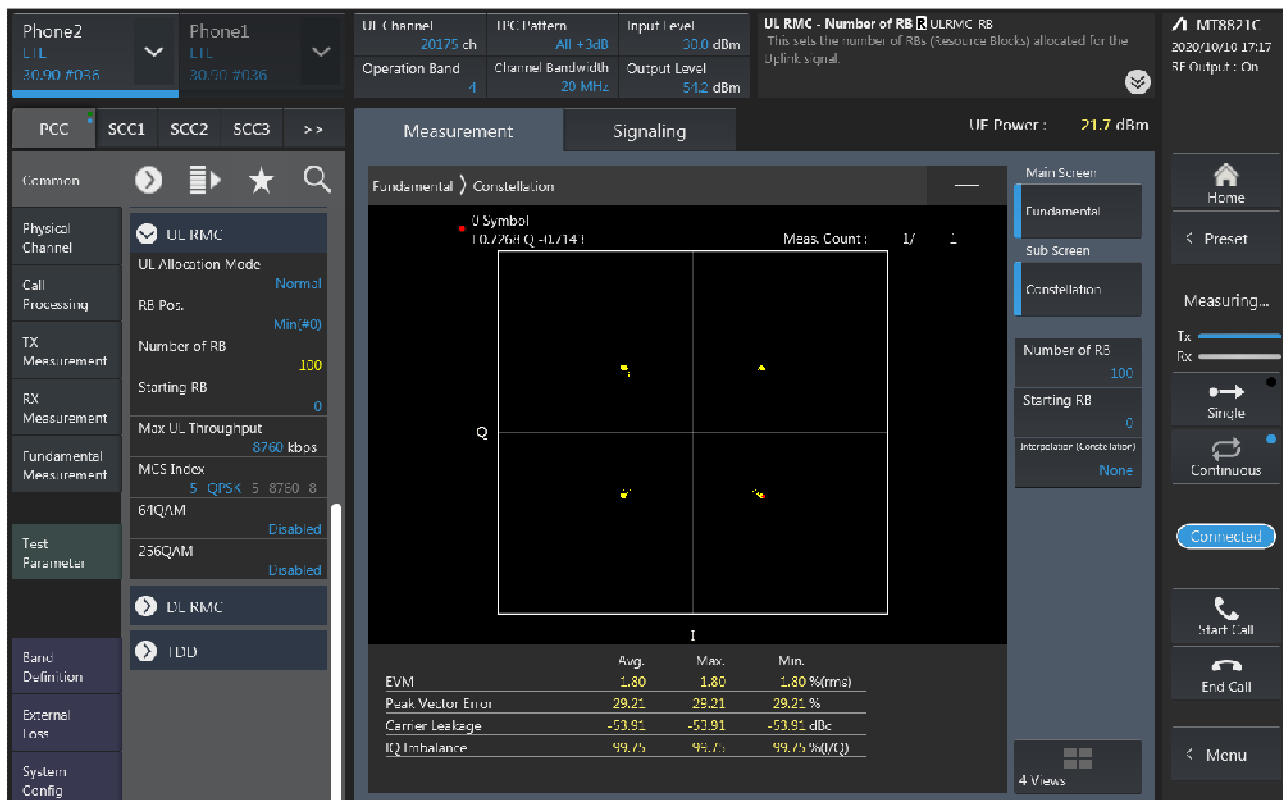 Phone2
LTE
30.90 #036
Phone1
LTE
30.90 #036
UL Channel
20175 ch
TPC Pattern
All +3dB
Input Level
30.0 dBm
Operation Band
4
Channel Bandwidth
20 MHz
Output Level
-54.2 dBm
UL RMC - Number of RB R ULRMC_RB
This sets the number of RBs (Resource Blocks) allocated for the
Uplink signal.
MT8821C
2020/10/10 17:17
RF Output : On
PCC
SCC1
SCC2
SCC3
>>
Measurement
Signaling
UE Power : 21.7 dBm
Common
Physical
Channel
Call
Processing
TX
Measurement
RX
Measurement
Fundamental
Measurement
Test
Parameter
Band
Definition
External
Loss
System
Config
UL RMC
UL Allocation Mode
Normal
RB Pos.
Min(#0)
Number of RB
100
Starting RB
0
Max UL Throughput
8760 kbps
MCS Index
5 QPSK 5 8760 8
64QAM
Disabled
256QAM
Disabled
DL RMC
TDD
Fundamental 〉 Constellation
0 Symbol
I 0.7268 Q -0.7143
Meas. Count : 1/ 1
Q
I
Avg. Max. Min.
EVM 1.80 1.80 1.80 %(rms)
Peak Vector Error 29.21 29.21 29.21 %
Carrier Leakage -53.91 -53.91 -53.91 dBc
IQ Imbalance 99.75 99.75 99.75 %(I/Q)
Main Screen
Fundamental
Sub Screen
Constellation
Number of RB
100
Starting RB
0
Interpolation (Constellation)
None
4 Views
Home
< Preset
Measuring...
Tx
Rx
Single
Continuous
Connected
Start Call
End Call
< Menu